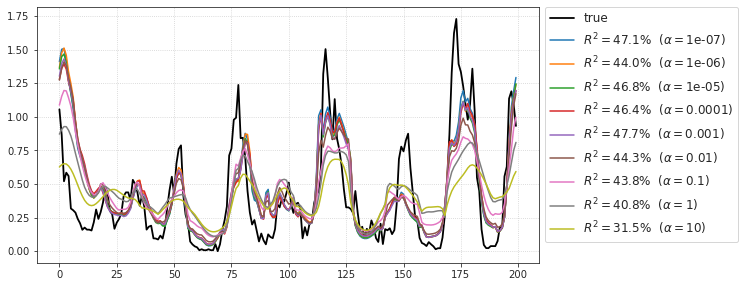 1.75
1.50
1.25
1.00
0.75
0.50
0.25
0.00
0 25 50 75 100 125 150 175 200
true
R² = 47.1% (α = 1e-07)
R² = 44.0% (α = 1e-06)
R² = 46.8% (α = 1e-05)
R² = 46.4% (α = 0.0001)
R² = 47.7% (α = 0.001)
R² = 44.3% (α = 0.01)
R² = 43.8% (α = 0.1)
R² = 40.8% (α = 1)
R² = 31.5% (α = 10)